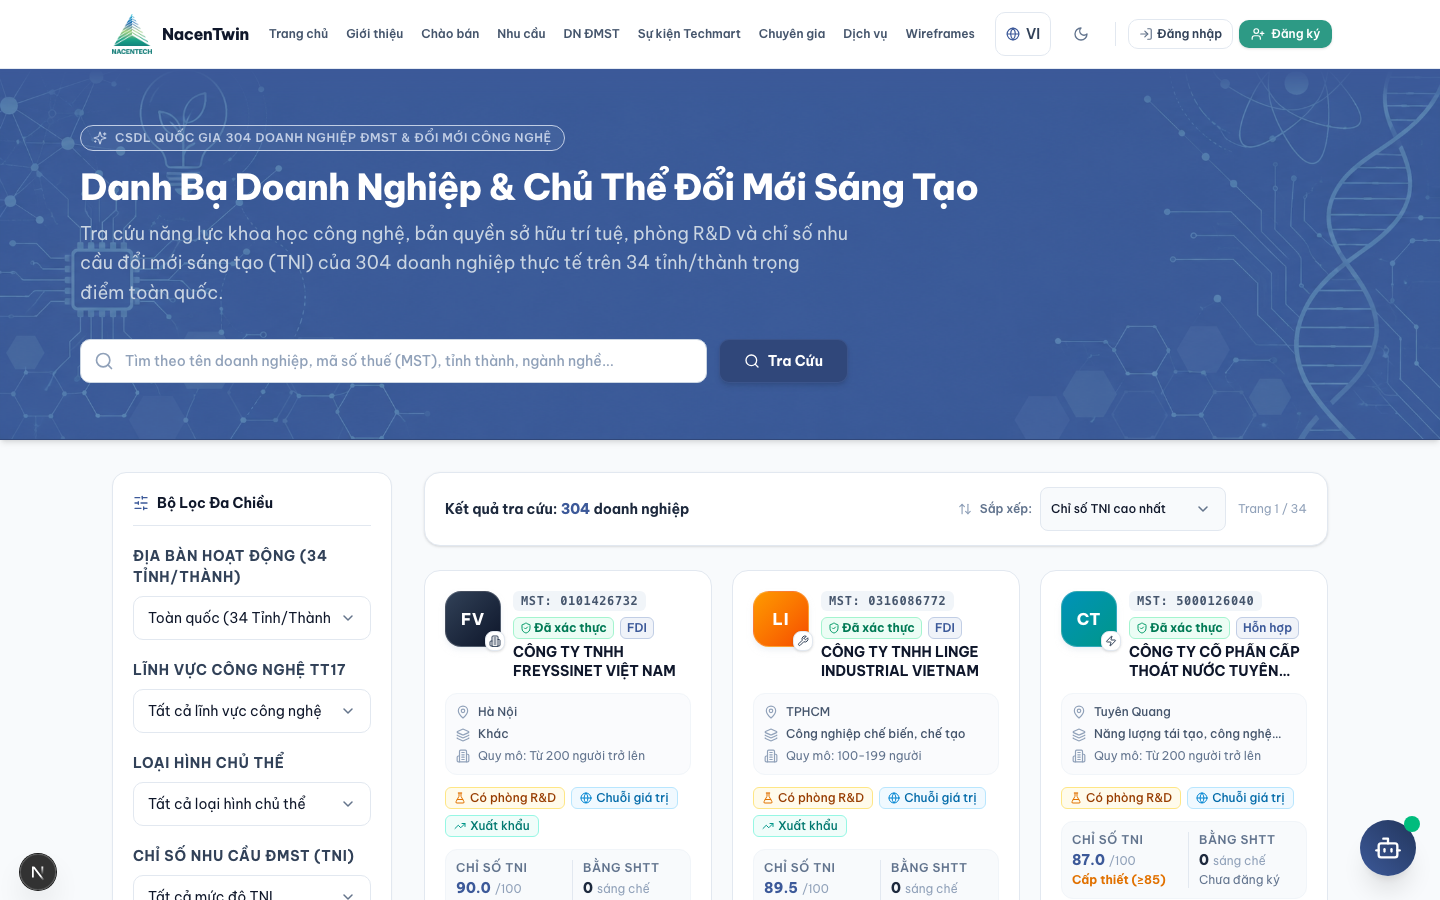 NACENTECH
NacenTwin
Trang chủ
Giới thiệu
Chào bán
Nhu cầu
DN ĐMST
Sự kiện Techmart
Chuyên gia
Dịch vụ
Wireframes
VI
Đăng nhập
Đăng ký
CSDL QUỐC GIA 304 DOANH NGHIỆP ĐMST & ĐỔI MỚI CÔNG NGHỆ
Danh Bạ Doanh Nghiệp & Chủ Thể Đổi Mới Sáng Tạo
Tra cứu năng lực khoa học công nghệ, bản quyền sở hữu trí tuệ, phòng R&D và chỉ số nhu
cầu đổi mới sáng tạo (TNI) của 304 doanh nghiệp thực tế trên 34 tỉnh/thành trọng
điểm toàn quốc.
Tìm theo tên doanh nghiệp, mã số thuế (MST), tỉnh thành, ngành nghề...
Tra Cứu
Bộ Lọc Đa Chiều
ĐỊA BÀN HOẠT ĐỘNG (34
TỈNH/THÀNH)
Toàn quốc (34 Tỉnh/Thành
LĨNH VỰC CÔNG NGHỆ TT17
Tất cả lĩnh vực công nghệ
LOẠI HÌNH CHỦ THỂ
Tất cả loại hình chủ thể
CHỈ SỐ NHU CẦU ĐMST (TNI)
Tất cả mức độ TNI
Kết quả tra cứu: 304 doanh nghiệp
Sắp xếp:
Chỉ số TNI cao nhất
Trang 1 / 34
FV
MST: 0101426732
Đã xác thực
FDI
CÔNG TY TNHH
FREYSSINET VIỆT NAM
Hà Nội
Khác
Quy mô: Từ 200 người trở lên
Có phòng R&D
Chuỗi giá trị
Xuất khẩu
CHỈ SỐ TNI
90.0 /100
BẰNG SHTT
0 sáng chế
LI
MST: 0316086772
Đã xác thực
FDI
CÔNG TY TNHH LINGE
INDUSTRIAL VIETNAM
TPHCM
Công nghiệp chế biến, chế tạo
Quy mô: 100-199 người
Có phòng R&D
Chuỗi giá trị
Xuất khẩu
CHỈ SỐ TNI
89.5 /100
BẰNG SHTT
0 sáng chế
CT
MST: 5000126040
Đã xác thực
Hỗn hợp
CÔNG TY CỔ PHẦN CẤP
THOÁT NƯỚC TUYÊN...
Tuyên Quang
Năng lượng tái tạo, công nghệ...
Quy mô: Từ 200 người trở lên
Có phòng R&D
Chuỗi giá trị
CHỈ SỐ TNI
87.0 /100
Cấp thiết (≥85)
BẰNG SHTT
0 sáng chế
Chưa đăng ký